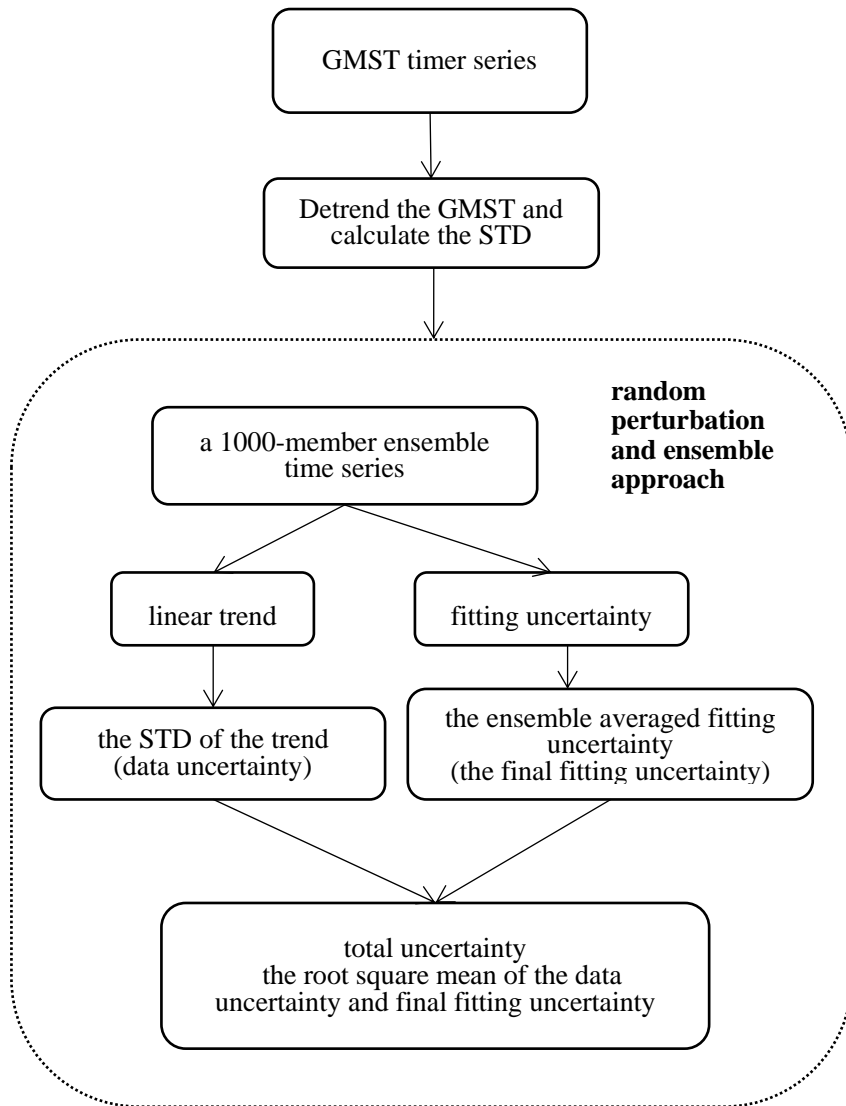 GMST timer series
Detrend the GMST and
calculate the STD
random
perturbation
and ensemble
approach
a 1000-member ensemble
time series
linear trend
fitting uncertainty
the STD of the trend
(data uncertainty)
the ensemble averaged fitting
uncertainty
(the final fitting uncertainty)
total uncertainty
the root square mean of the data
uncertainty and final fitting uncertainty